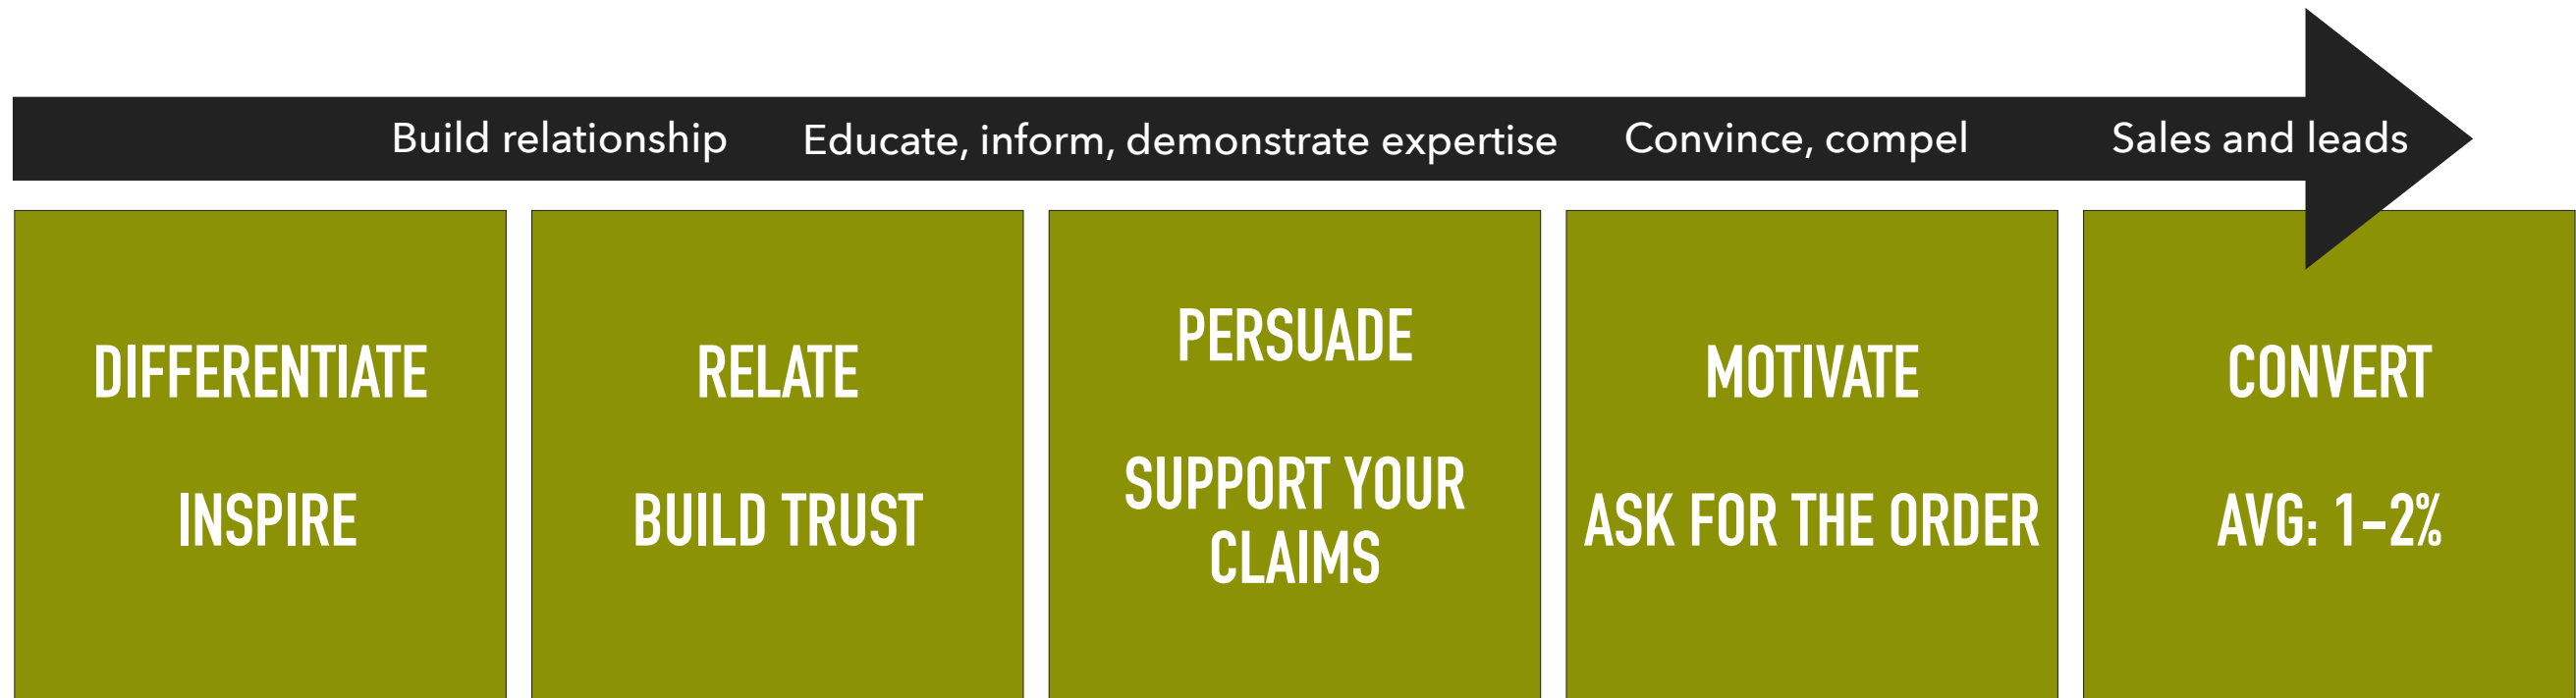 Build relationship
Educate, inform, demonstrate expertise
Convince, compel
Sales and leads
DIFFERENTIATE
INSPIRE
RELATE
BUILD TRUST
PERSUADE
SUPPORT YOUR
CLAIMS
MOTIVATE
ASK FOR THE ORDER
CONVERT
AVG: 1-2%